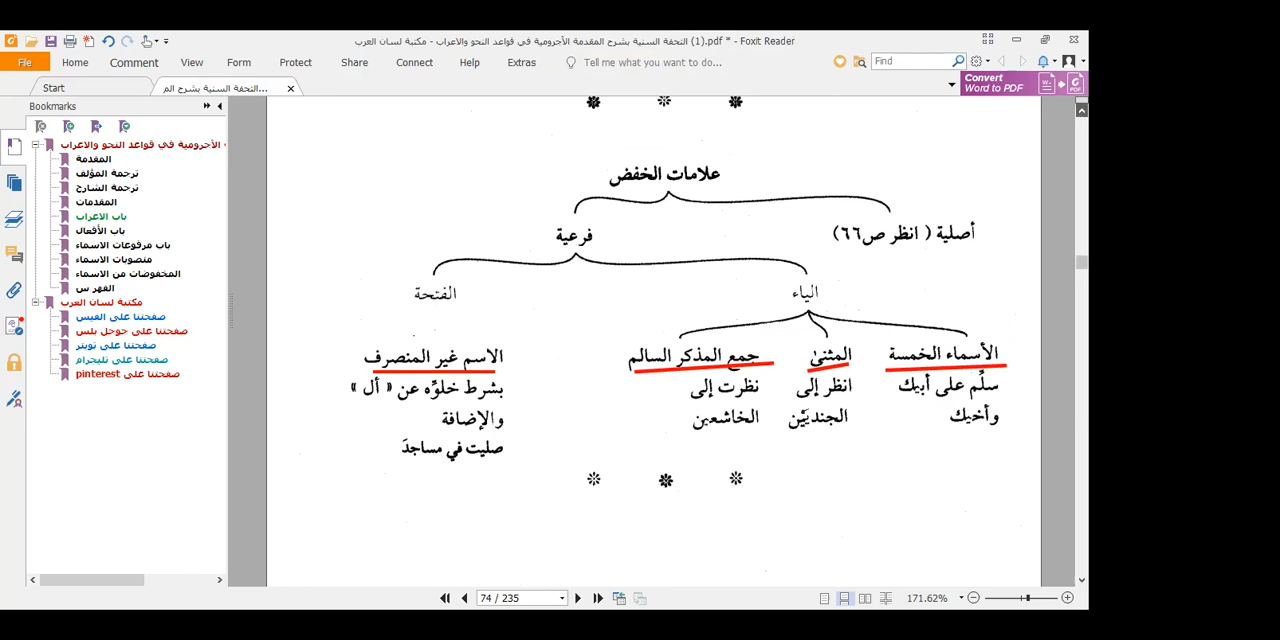 التحفة السنية بشرح المقدمة الأجرومية في قواعد النحو والاعراب - مكتبة لسان العرب (1).pdf * - Foxit Reader
File Home Comment View Form Protect Share Connect Help Extras Tell me what you want to do... Find
Start
التحفة السنية بشرح الم...
Convert
Word to PDF
Bookmarks
الأجرومية في قواعد النحو والاعراب
المقدمة
ترجمة المؤلف
ترجمة الشارح
المقدمات
باب الاعراب
باب الأفعال
باب مرفوعات الاسماء
منصوبات الاسماء
المخفوضات من الاسماء
الفهرس
مكتبة لسان العرب
صفحتنا على الفيس
صفحتنا على جوجل بلس
صفحتنا على تويتر
صفحتنا على تليجرام
صفحتنا على pinterest
علامات الخفض
أصلية ( انظر ص٦٦)
فرعية
الياء
الفتحة
الأسماء الخمسة
سلِّم على أبيك
وأخيك
المثنىٰ
انظر إلى
الجنديَيْن
جمع المذكر السالم
نظرت إلى
الخاشعين
الاسم غير المنصرف
بشرط خلوِّه عن « أل »
والإضافة
صليت في مساجدَ
74 / 235
171.62%